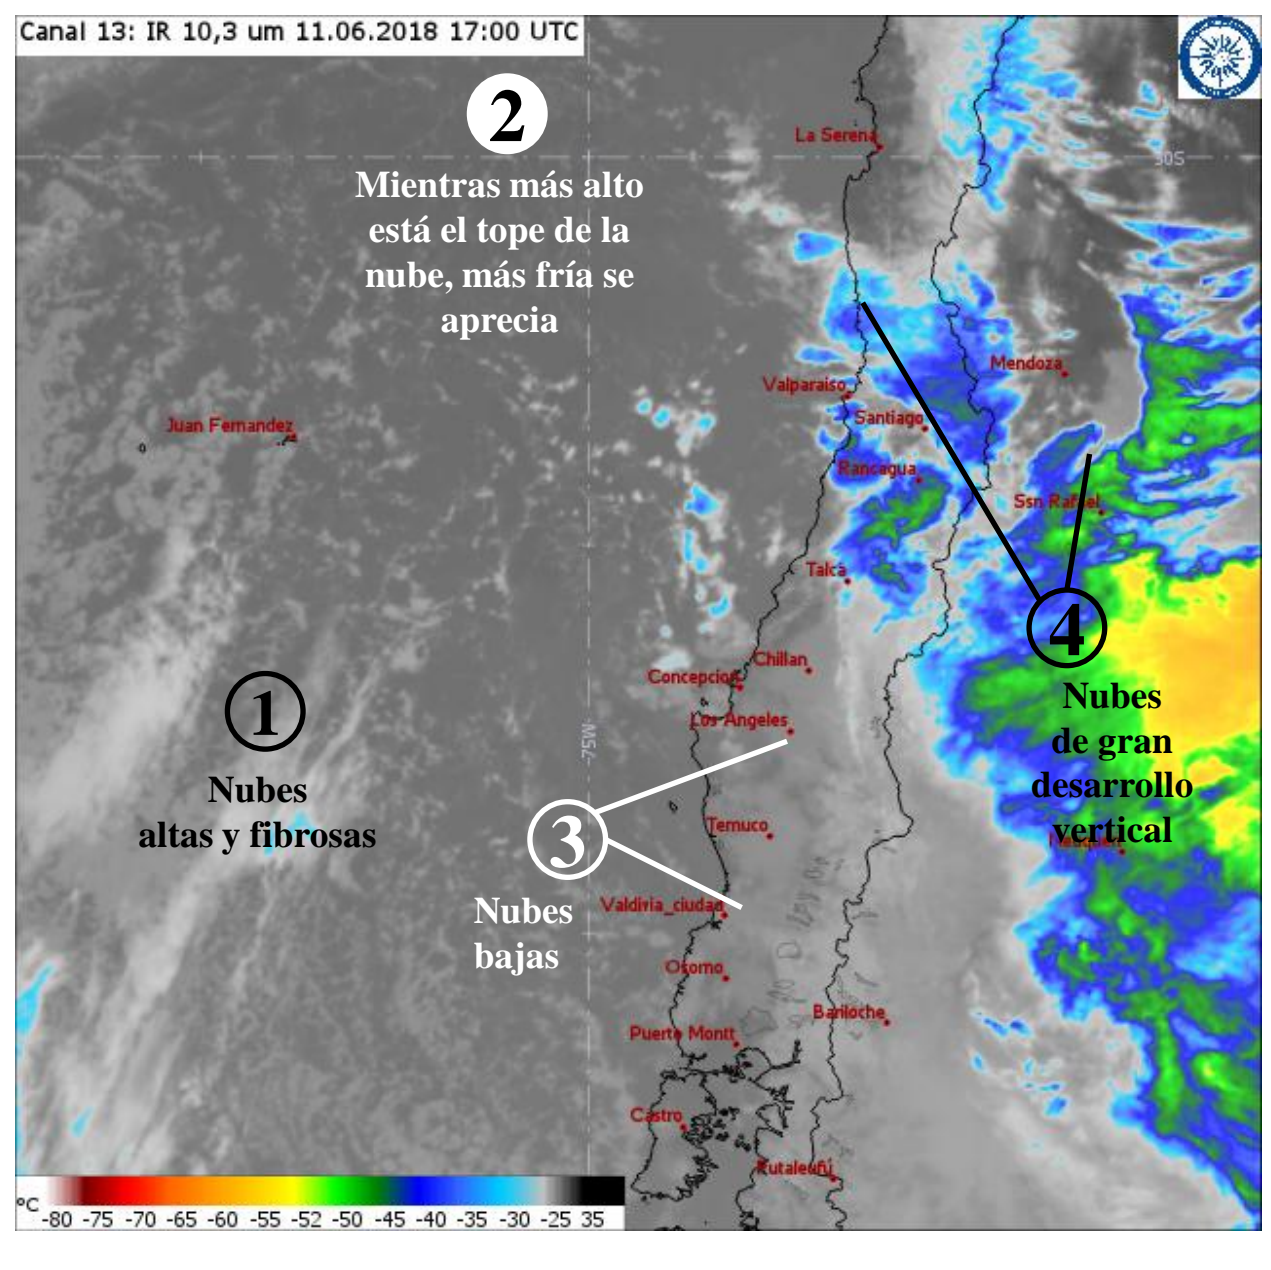 Canal 13: IR 10,3 um 11.06.2018 17:00 UTC
2
Mientras más alto
está el tope de la
nube, más fría se
aprecia
La Serena
30S
Mendoza
Valparaiso
Santiago
Juan Fernandez
Rancagua
Ssn Rafael
Talca
4
Nubes
de gran
desarrollo
vertical
Chillan
Concepcion
Los Angeles
75W
1
Nubes
altas y fibrosas
3
Nubes
bajas
Temuco
Valdivia_ciudad
Osorno
Bariloche
Puerto Montt
Castro
Futaleufú
°C -80 -75 -70 -65 -60 -55 -52 -50 -45 -40 -35 -30 -25 35